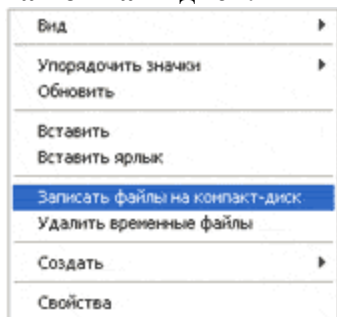 Вид
Упорядочить значки
Обновить
Вставить
Вставить ярлык
Записать файлы на компакт-диск
Удалить временные файлы
Создать
Свойства